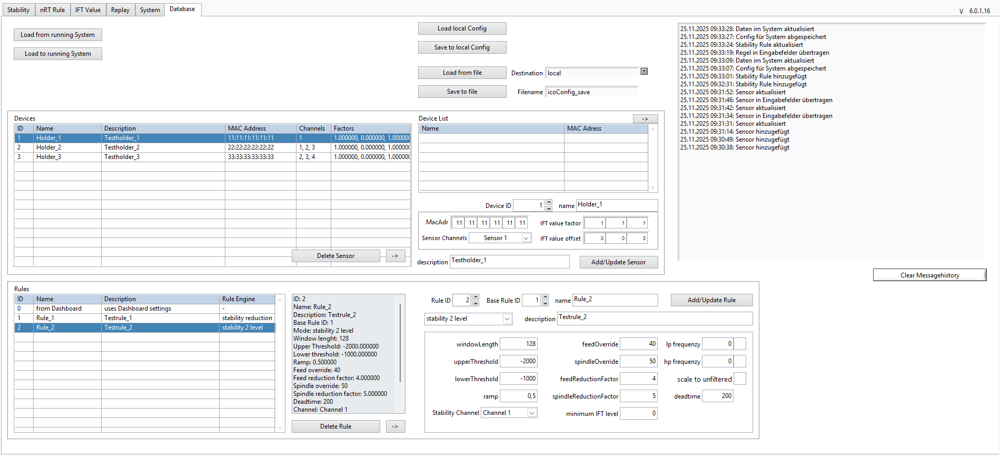 Stability nRT Rule IFT Value Replay System Database
V 6.0.1.16
Load from running System
Load to running System
Load local Config
Save to local Config
Load from file Destination local
Save to file Filename icoConfig_save
25.11.2025 09:33:28: Daten im System aktualisiert
25.11.2025 09:33:27: Config für System abgespeichert
25.11.2025 09:33:24: Stability Rule aktualisiert
25.11.2025 09:33:19: Regel in Eingabefelder übertragen
25.11.2025 09:33:09: Daten im System aktualisiert
25.11.2025 09:33:07: Config für System abgespeichert
25.11.2025 09:33:01: Stability Rule hinzugefügt
25.11.2025 09:32:31: Stability Rule hinzugefügt
25.11.2025 09:31:52: Sensor aktualisiert
25.11.2025 09:31:46: Sensor in Eingabefelder übertragen
25.11.2025 09:31:42: Sensor aktualisiert
25.11.2025 09:31:34: Sensor in Eingabefelder übertragen
25.11.2025 09:31:31: Sensor aktualisiert
25.11.2025 09:31:14: Sensor hinzugefügt
25.11.2025 09:30:49: Sensor hinzugefügt
25.11.2025 09:30:38: Sensor hinzugefügt
Clear Messagehistory
Devices
ID Name Description MAC Address Channels Factors
1 Holder_1 Testholder_1 11:11:11:11:11:11 1 1.000000, 0.000000, 1.000000
2 Holder_2 Testholder_2 22:22:22:22:22:22 1, 2, 3 1.000000, 0.000000, 1.000000
3 Holder_3 Testholder_3 33:33:33:33:33:33 2, 3, 4 1.000000, 0.000000, 1.000000
Delete Sensor ->
Device List ->
Name MAC Adress
Device ID 1 name Holder_1
MacAdr 11 11 11 11 11 11 IFT value factor 1 1 1
Sensor Channels Sensor 1 IFT value offset 0 0 0
description Testholder_1 Add/Update Sensor
Rules
ID Name Description Rule Engine
0 from Dashboard uses Dashboard settings -
1 Rule_1 Testrule_1 stability reduction
2 Rule_2 Testrule_2 stability 2 level
ID: 2
Name: Rule_2
Description: Testrule_2
Base Rule ID: 1
Mode: stability 2 level
Window lenght: 128
Upper Threshold: -2000.000000
Lower threshold: -1000.000000
Ramp: 0.500000
Feed override: 40
Feed reduction factor: 4.000000
Spindle override: 50
Spindle reduction factor: 5.000000
Deadtime: 200
Channel: Channel 1
Delete Rule ->
Rule ID 2 Base Rule ID 1 name Rule_2 Add/Update Rule
stability 2 level description Testrule_2
windowLength 128 feedOverride 40 lp frequenzy 0
upperThreshold -2000 spindleOverride 50 hp frequenzy 0
lowerThreshold -1000 feedReductionFactor 4 scale to unfiltered
ramp 0,5 spindleReductionFactor 5 deadtime 200
Stability Channel Channel 1 minimum IFT level 0